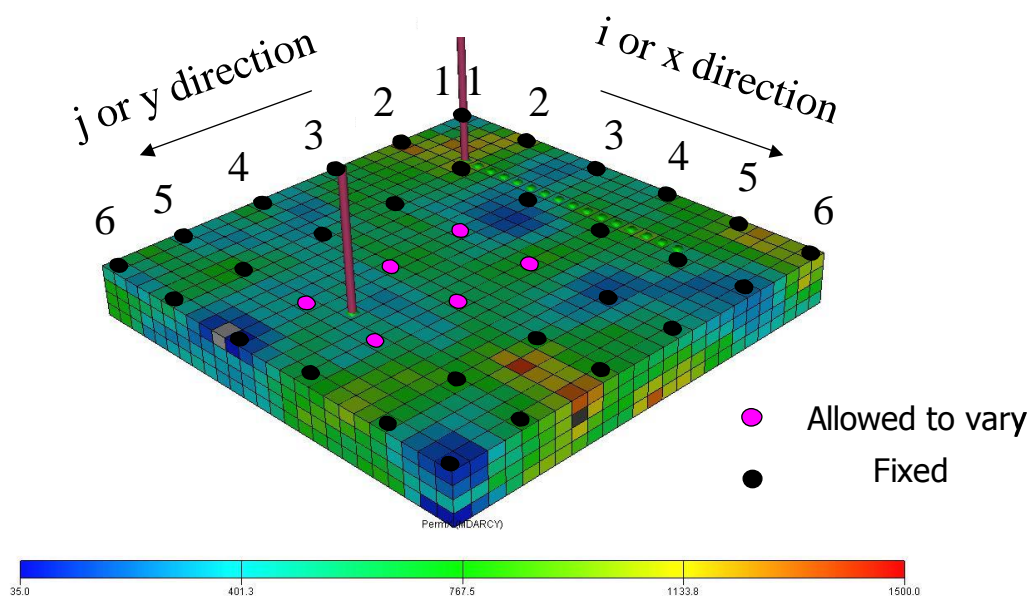 j or y direction
i or x direction
1 1
2
2
3
3
4
4
5
5
6
6
Allowed to vary
Fixed
35.0 401.3 767.5 1133.8 1500.0